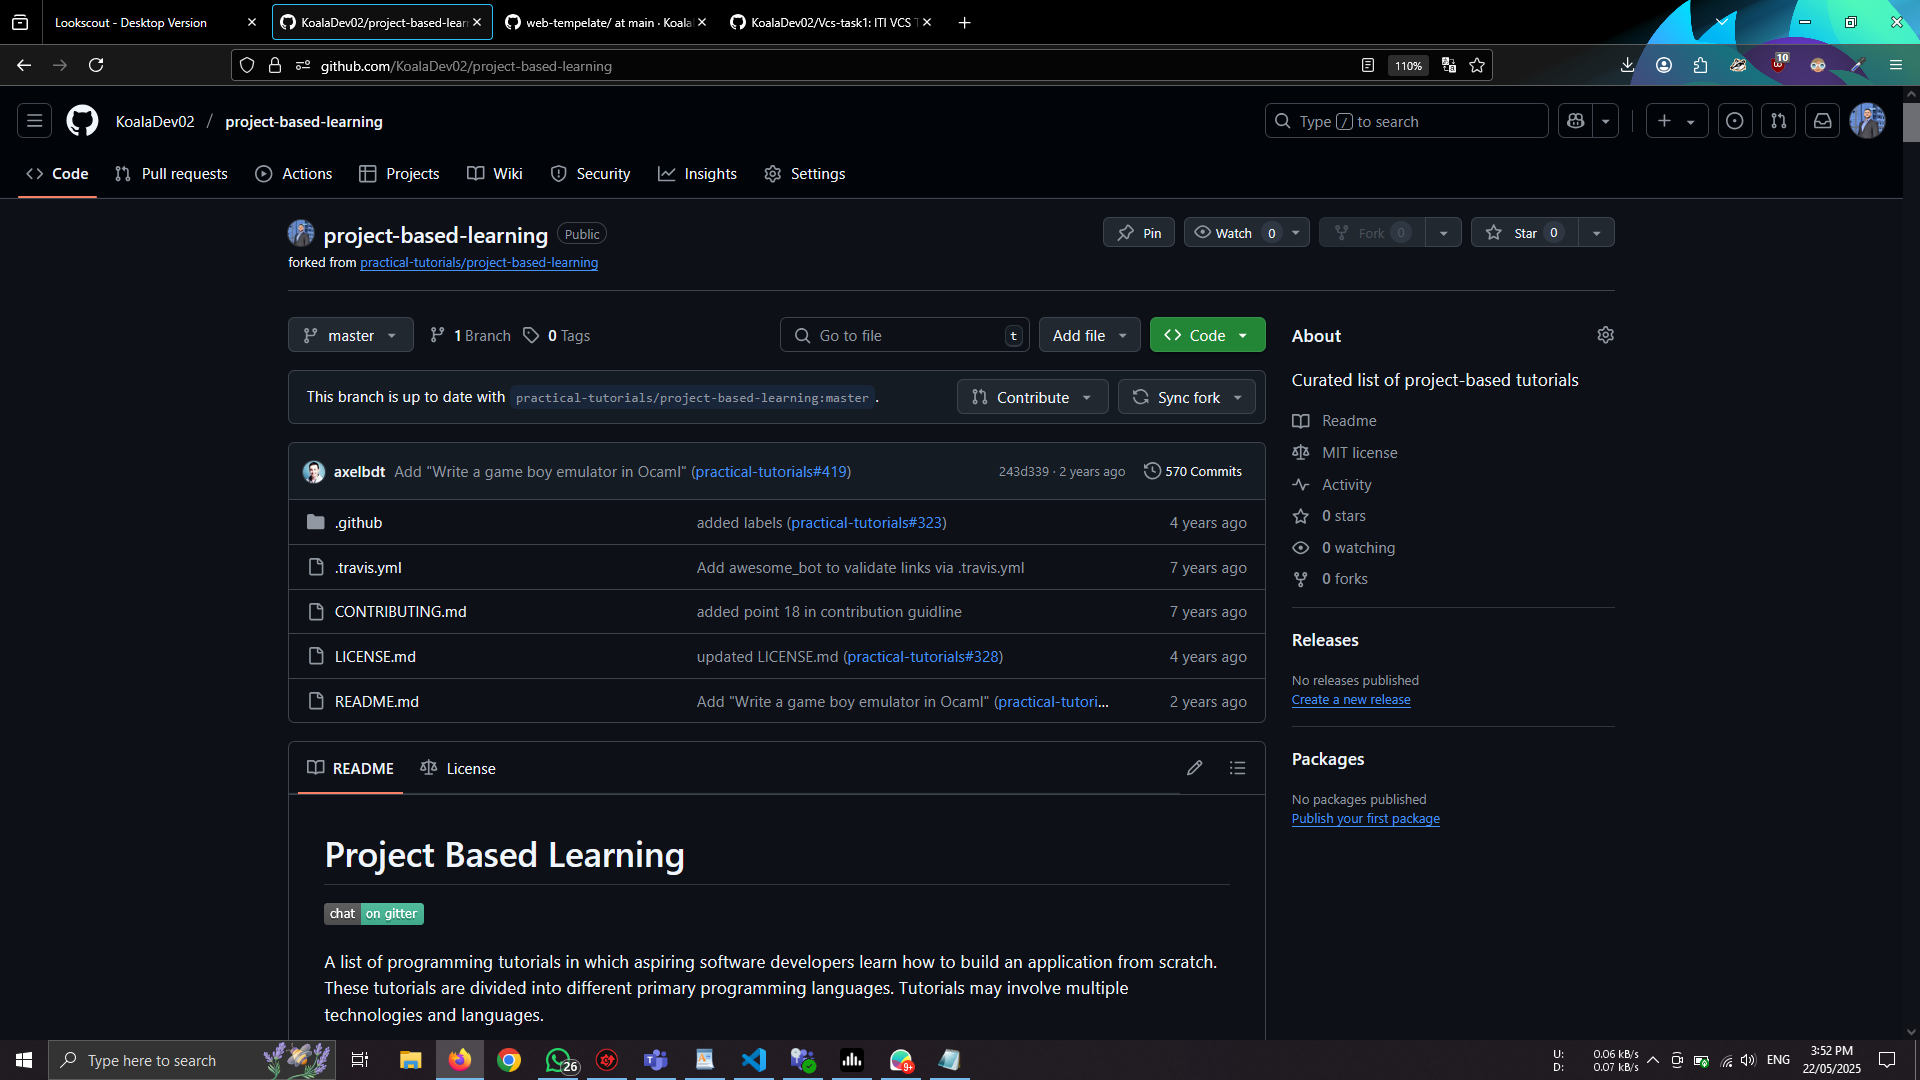 Lookscout - Desktop Version
KoalaDev02/project-based-lear
web-tempelate/ at main · Koala
KoalaDev02/Vcs-task1: ITI VCS T
github.com/KoalaDev02/project-based-learning
110%
10
KoalaDev02 / project-based-learning
Type / to search
Code
Pull requests
Actions
Projects
Wiki
Security
Insights
Settings
project-based-learning Public
Pin
Watch 0
Fork 0
Star 0
forked from practical-tutorials/project-based-learning
master
1 Branch
0 Tags
Go to file t
Add file
Code
This branch is up to date with practical-tutorials/project-based-learning:master .
Contribute
Sync fork
axelbdt Add "Write a game boy emulator in Ocaml" (practical-tutorials#419) 243d339 · 2 years ago 570 Commits
.github added labels (practical-tutorials#323) 4 years ago
.travis.yml Add awesome_bot to validate links via .travis.yml 7 years ago
CONTRIBUTING.md added point 18 in contribution guidline 7 years ago
LICENSE.md updated LICENSE.md (practical-tutorials#328) 4 years ago
README.md Add "Write a game boy emulator in Ocaml" (practical-tutori... 2 years ago
README
License
Project Based Learning
chat on gitter
A list of programming tutorials in which aspiring software developers learn how to build an application from scratch.
These tutorials are divided into different primary programming languages. Tutorials may involve multiple
technologies and languages.
About
Curated list of project-based tutorials
Readme
MIT license
Activity
0 stars
0 watching
0 forks
Releases
No releases published
Create a new release
Packages
No packages published
Publish your first package
Type here to search
26
9+
U: 0.06 kB/s
D: 0.07 kB/s
ENG
3:52 PM
22/05/2025